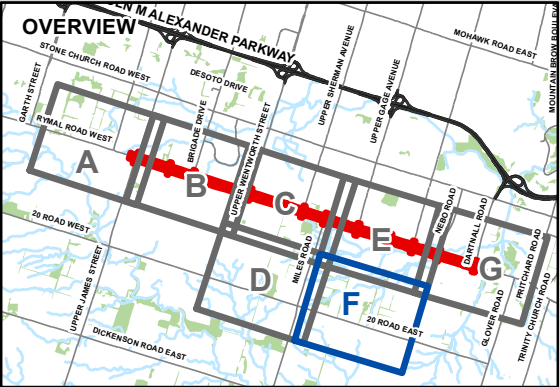 OVERVIEW
EN M ALEXANDER PARKWAY
MOHAWK ROAD EAST
MOUNTAIN BROW BOULEV
STONE CHURCH ROAD WEST
DESOTO DRIVE
UPPER SHERMAN AVENUE
UPPER GAGE AVENUE
GARTH STREET
RYMAL ROAD WEST
BRIGADE DRIVE
UPPER WENTWORTH STREET
A
B
C
E
G
NEBO ROAD
DARTNALL ROAD
PRITCHARD ROAD
20 ROAD WEST
UPPER JAMES STREET
MILES ROAD
D
F
20 ROAD EAST
GLOVER ROAD
TRINITY CHURCH ROAD
DICKENSON ROAD EAST